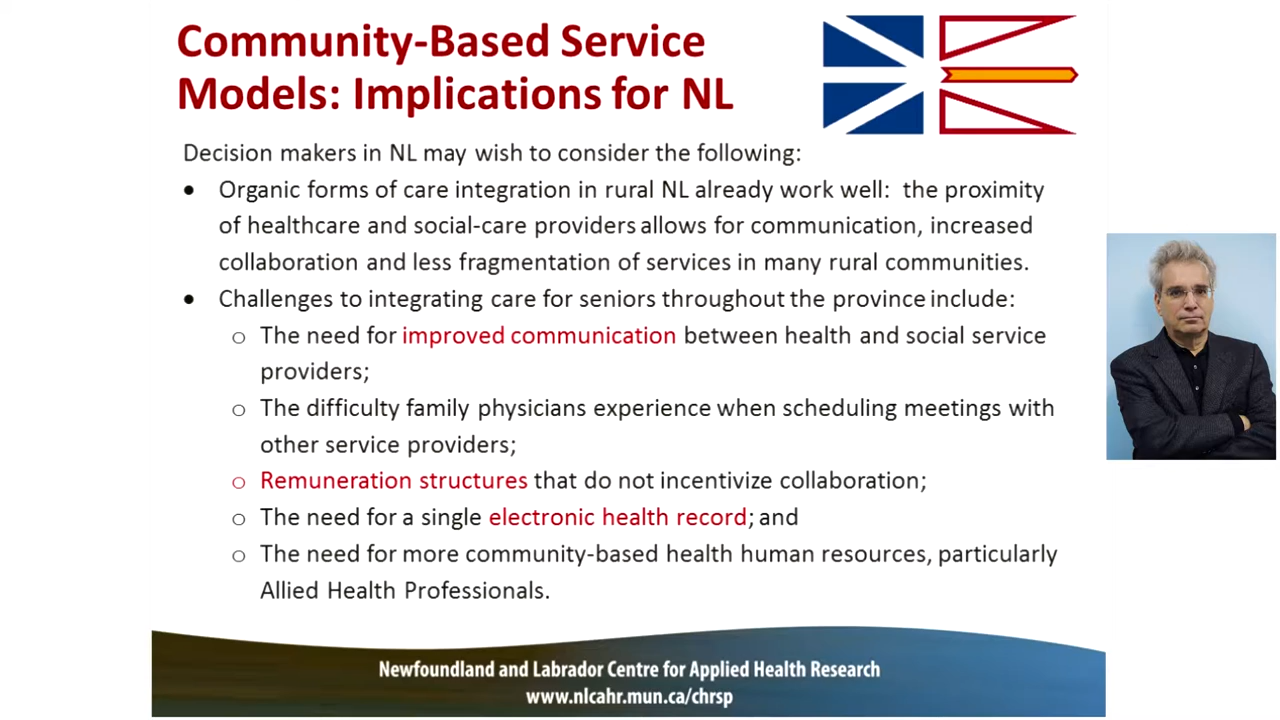 Community-Based Service
Models: Implications for NL
Decision makers in NL may wish to consider the following:
• Organic forms of care integration in rural NL already work well: the proximity
of healthcare and social-care providers allows for communication, increased
collaboration and less fragmentation of services in many rural communities.
• Challenges to integrating care for seniors throughout the province include:
○ The need for improved communication between health and social service
providers;
○ The difficulty family physicians experience when scheduling meetings with
other service providers;
○ Remuneration structures that do not incentivize collaboration;
○ The need for a single electronic health record; and
○ The need for more community-based health human resources, particularly
Allied Health Professionals.
Newfoundland and Labrador Centre for Applied Health Research
www.nlcahr.mun.ca/chrsp